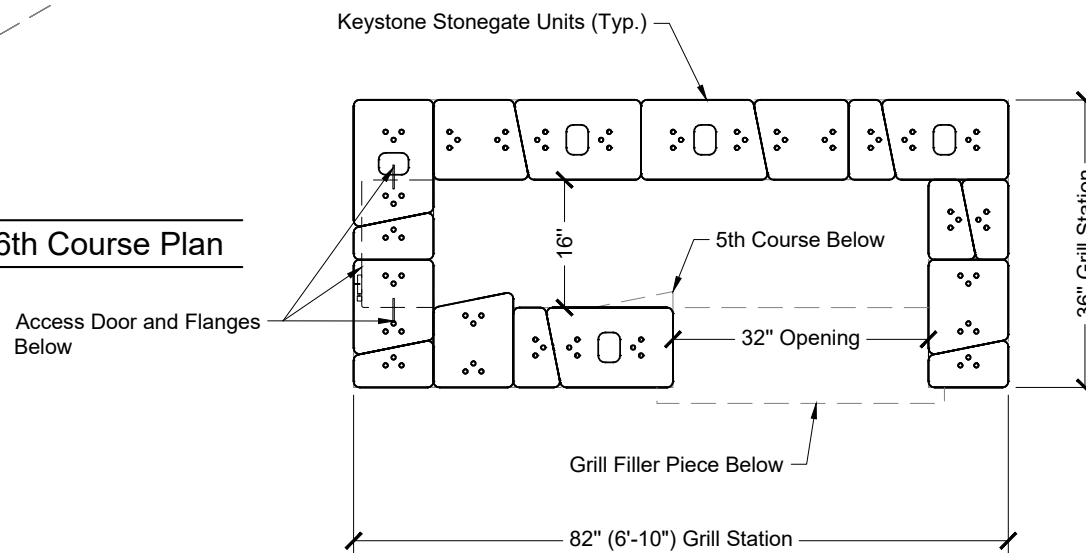 Keystone Stonegate Units (Typ.)
6th Course Plan
16"
5th Course Below
36" Grill Station
Access Door and Flanges
Below
32" Opening
Grill Filler Piece Below
82" (6'-10") Grill Station